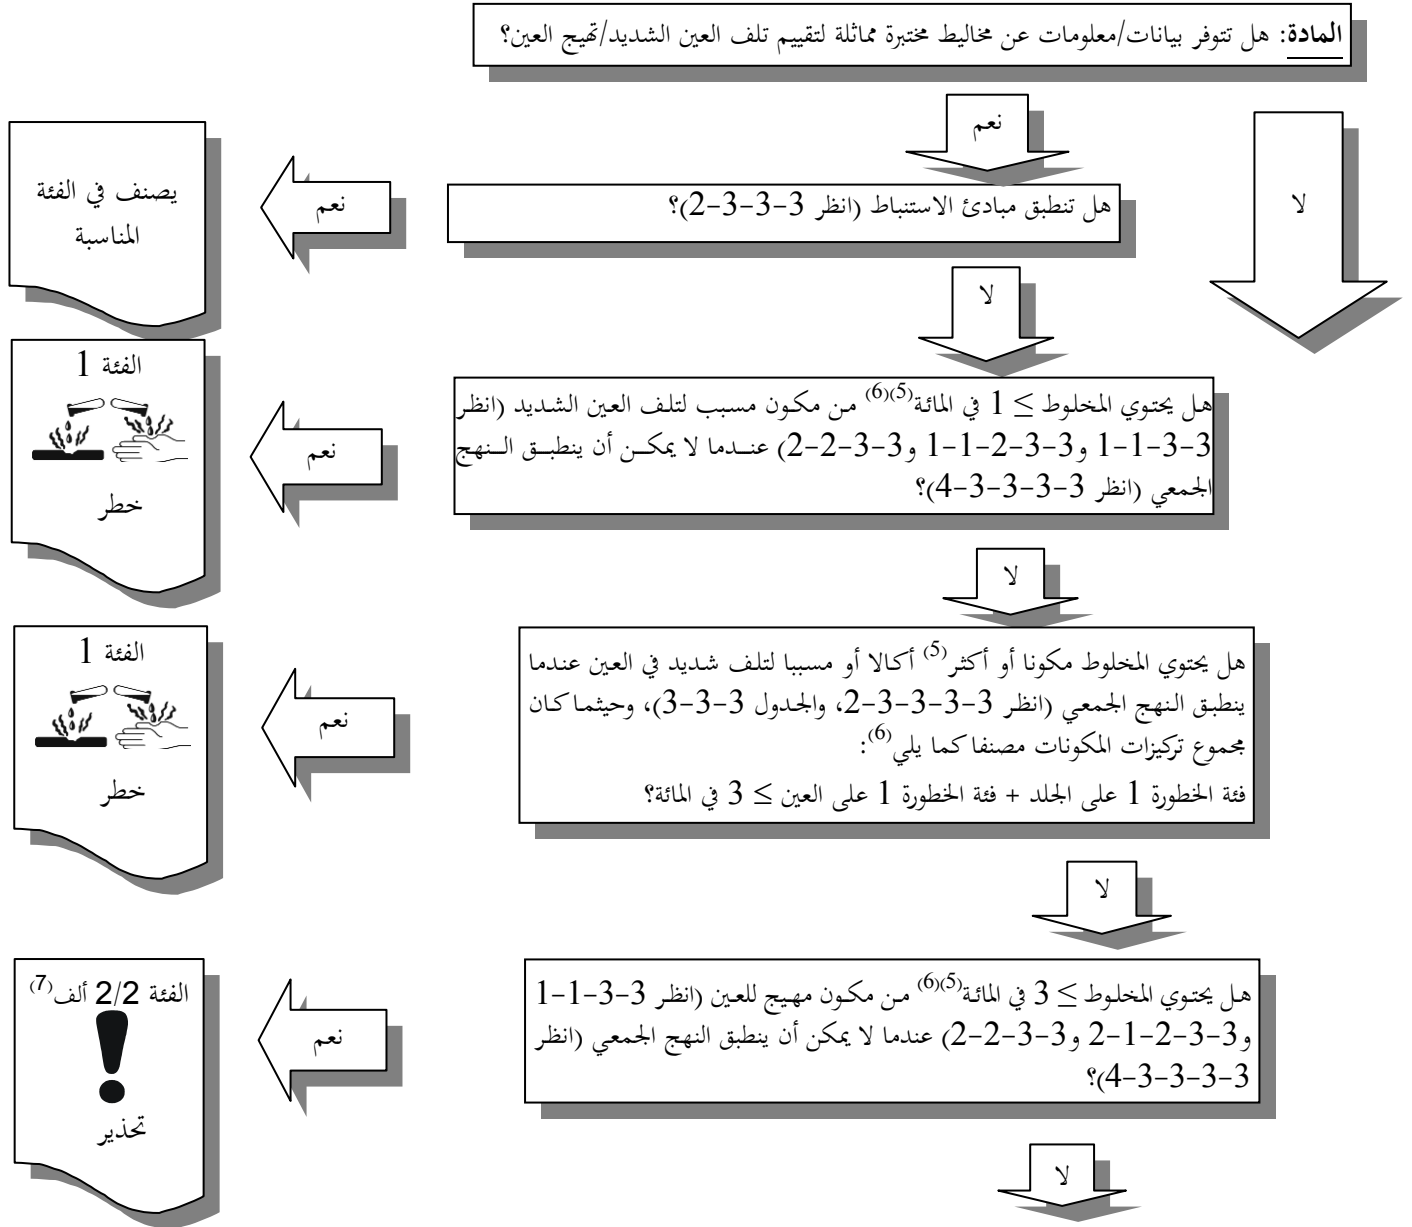 المادة: هل تتوفر بيانات/معلومات عن مخاليط مختبرة مماثلة لتقييم تلف العين الشديد/تهيج العين؟
نعم
لا
هل تنطبق مبادئ الاستنباط (انظر 3-3-3-2)؟
نعم
يصنف في الفئة
المناسبة
لا
هل يحتوي المخلوط ≥ 1 في المائة(5)(6) من مكون مسبب لتلف العين الشديد (انظر
3-3-1-1 و3-3-2-1-1 و3-3-2-2) عندما لا يمكن أن ينطبق النهج
الجمعي (انظر 3-3-3-3-4)؟
نعم
الفئة 1
خطر
لا
هل يحتوي المخلوط مكونا أو أكثر(5) أكالا أو مسببا لتلف شديد في العين عندما
ينطبق النهج الجمعي (انظر 3-3-3-3-2، والجدول 3-3-3)، وحيثما كان
مجموع تركيزات المكونات مصنفا كما يلي(6):
فئة الخطورة 1 على الجلد + فئة الخطورة 1 على العين ≥ 3 في المائة؟
نعم
الفئة 1
خطر
لا
هل يحتوي المخلوط ≥ 3 في المائة(5)(6) من مكون مهيج للعين (انظر 3-3-1-1
و3-3-2-1-2 و3-3-2-2) عندما لا يمكن أن ينطبق النهج الجمعي (انظر
3-3-3-3-4)؟
نعم
الفئة 2/2 ألف(7)
تحذير
لا